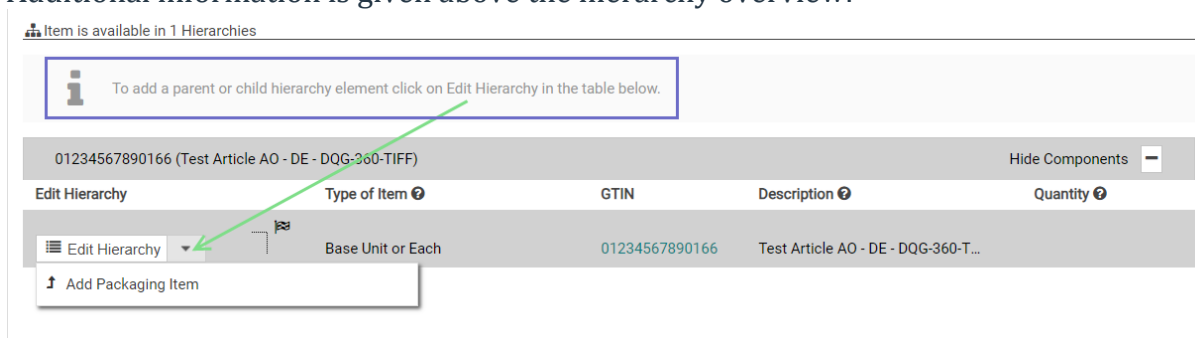 Additional information is given above the hierarchy overview:
Item is available in 1 Hierarchies
To add a parent or child hierarchy element click on Edit Hierarchy in the table below.
01234567890166 (Test Article AO - DE - DQG-360-TIFF) Hide Components
Edit Hierarchy Type of Item GTIN Description Quantity
Edit Hierarchy Base Unit or Each 01234567890166 Test Article AO - DE - DQG-360-T...
Add Packaging Item